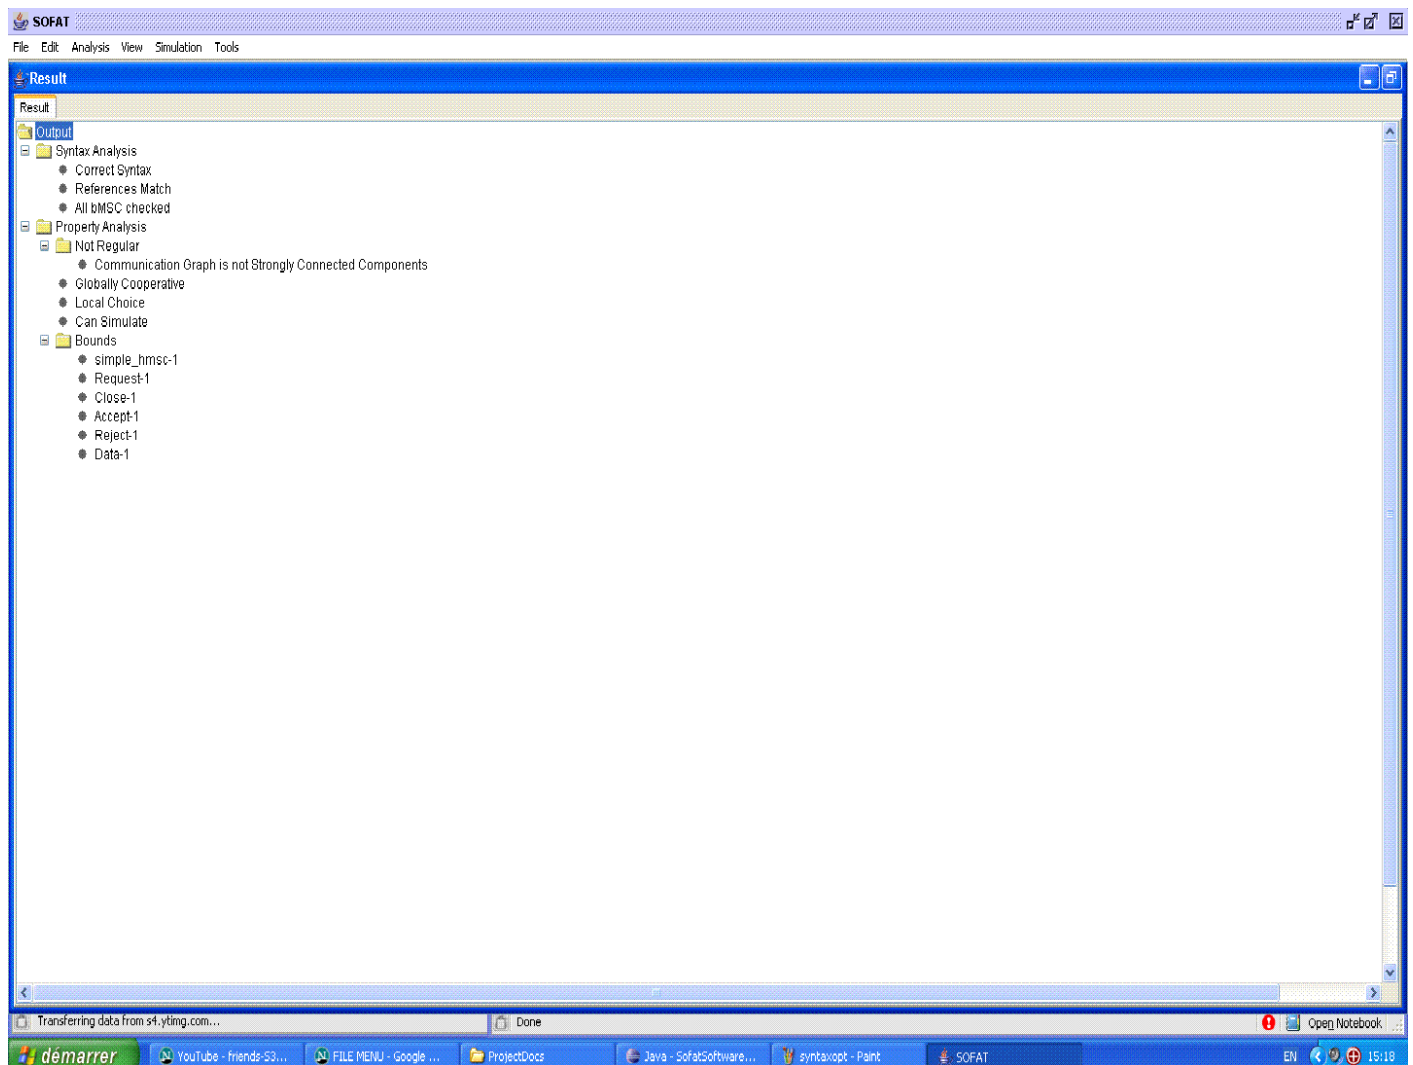 SOFAT
File Edit Analysis View Simulation Tools
Result
Result
Output
Syntax Analysis
Correct Syntax
References Match
All bMSC checked
Property Analysis
Not Regular
Communication Graph is not Strongly Connected Components
Globally Cooperative
Local Choice
Can Simulate
Bounds
simple_hmsc-1
Request-1
Close-1
Accept-1
Reject-1
Data-1
Transferring data from s4.ytimg.com... Done Open Notebook
démarrer YouTube - friends-S3... FILE MENU - Google ... ProjectDocs Java - SofatSoftware... syntaxopt - Paint SOFAT EN 15:18